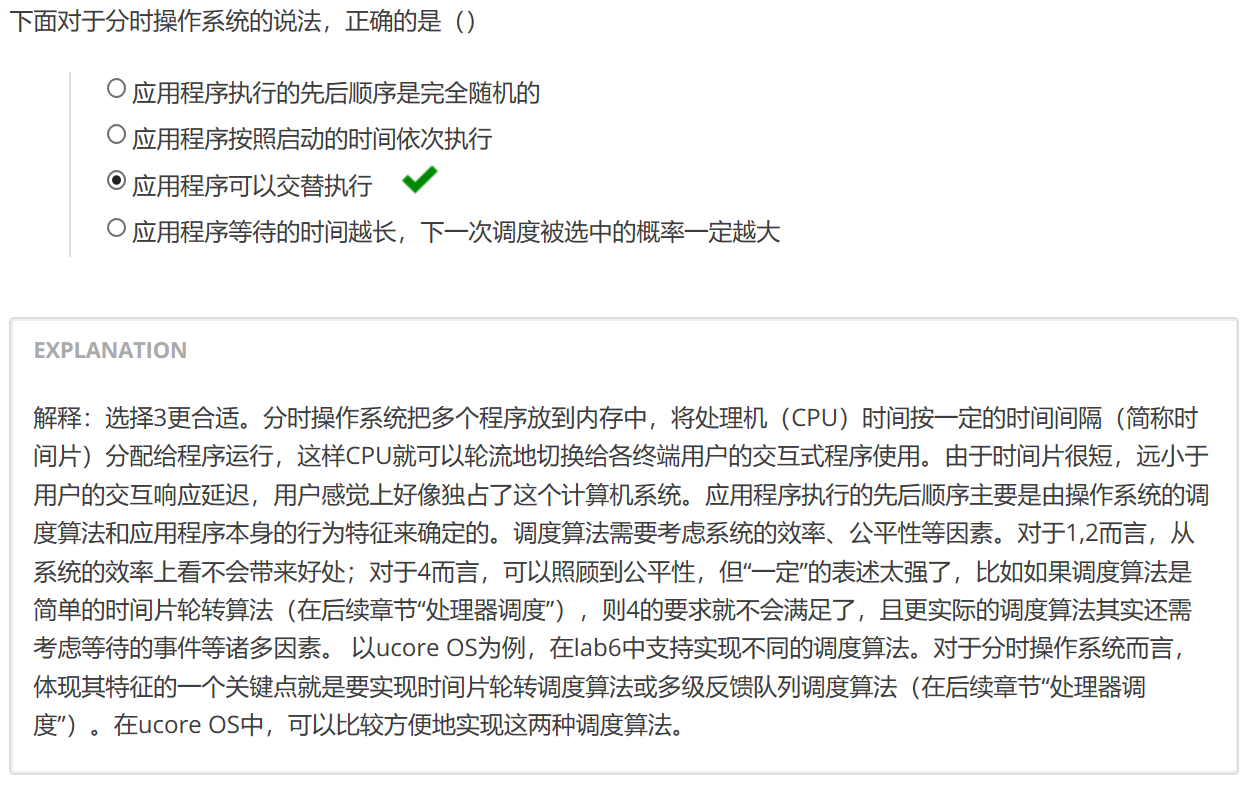 下面对于分时操作系统的说法，正确的是（）
应用程序执行的先后顺序是完全随机的
应用程序按照启动的时间依次执行
应用程序可以交替执行
应用程序等待的时间越长，下一次调度被选中的概率一定越大
EXPLANATION
解释：选择3更合适。分时操作系统把多个程序放到内存中，将处理机（CPU）时间按一定的时间间隔（简称时
间片）分配给程序运行，这样CPU就可以轮流地切换给各终端用户的交互式程序使用。由于时间片很短，远小于
用户的交互响应延迟，用户感觉上好像独占了这个计算机系统。应用程序执行的先后顺序主要是由操作系统的调
度算法和应用程序本身的行为特征来确定的。调度算法需要考虑系统的效率、公平性等因素。对于1,2而言，从
系统的效率上看不会带来好处；对于4而言，可以照顾到公平性，但“一定”的表述太强了，比如如果调度算法是
简单的时间片轮转算法（在后续章节“处理器调度”），则4的要求就不会满足了，且更实际的调度算法其实还需
考虑等待的事件等诸多因素。 以ucore OS为例，在lab6中支持实现不同的调度算法。对于分时操作系统而言，
体现其特征的一个关键点就是要实现时间片轮转调度算法或多级反馈队列调度算法（在后续章节“处理器调
度”）。在ucore OS中，可以比较方便地实现这两种调度算法。